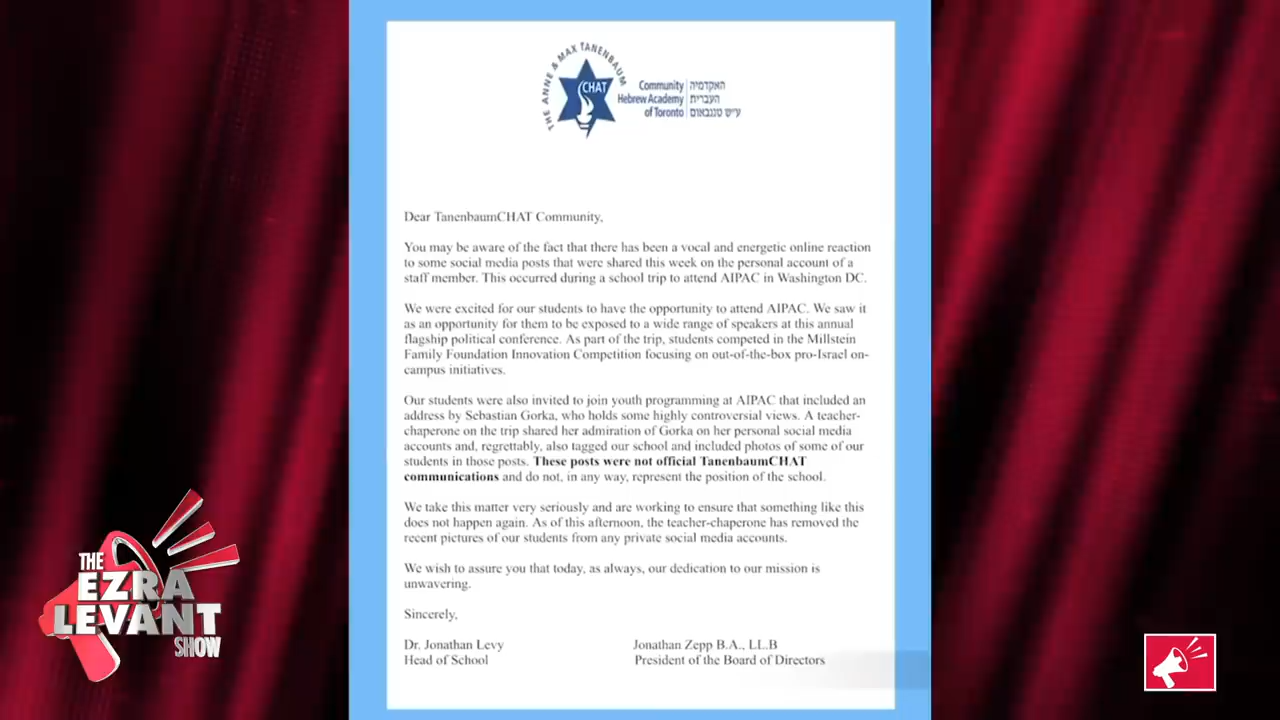 THE ANNE & MAX TANENBAUM
CHAT
Community
Hebrew Academy
of Toronto
האקדמיה
העברית
ע״ש טננבאום
Dear TanenbaumCHAT Community,
You may be aware of the fact that there has been a vocal and energetic online reaction
to some social media posts that were shared this week on the personal account of a
staff member. This occurred during a school trip to attend AIPAC in Washington DC.
We were excited for our students to have the opportunity to attend AIPAC. We saw it
as an opportunity for them to be exposed to a wide range of speakers at this annual
flagship political conference. As part of the trip, students competed in the Millstein
Family Foundation Innovation Competition focusing on out-of-the-box pro-Israel on-
campus initiatives.
Our students were also invited to join youth programming at AIPAC that included an
address by Sebastian Gorka, who holds some highly controversial views. A teacher-
chaperone on the trip shared her admiration of Gorka on her personal social media
accounts and, regrettably, also tagged our school and included photos of some of our
students in those posts. These posts were not official TanenbaumCHAT
communications and do not, in any way, represent the position of the school.
We take this matter very seriously and are working to ensure that something like this
does not happen again. As of this afternoon, the teacher-chaperone has removed the
recent pictures of our students from any private social media accounts.
We wish to assure you that today, as always, our dedication to our mission is
unwavering.
Sincerely,
Dr. Jonathan Levy
Head of School
Jonathan Zepp B.A., LL.B
President of the Board of Directors
THE
EZRA
LEVANT
SHOW